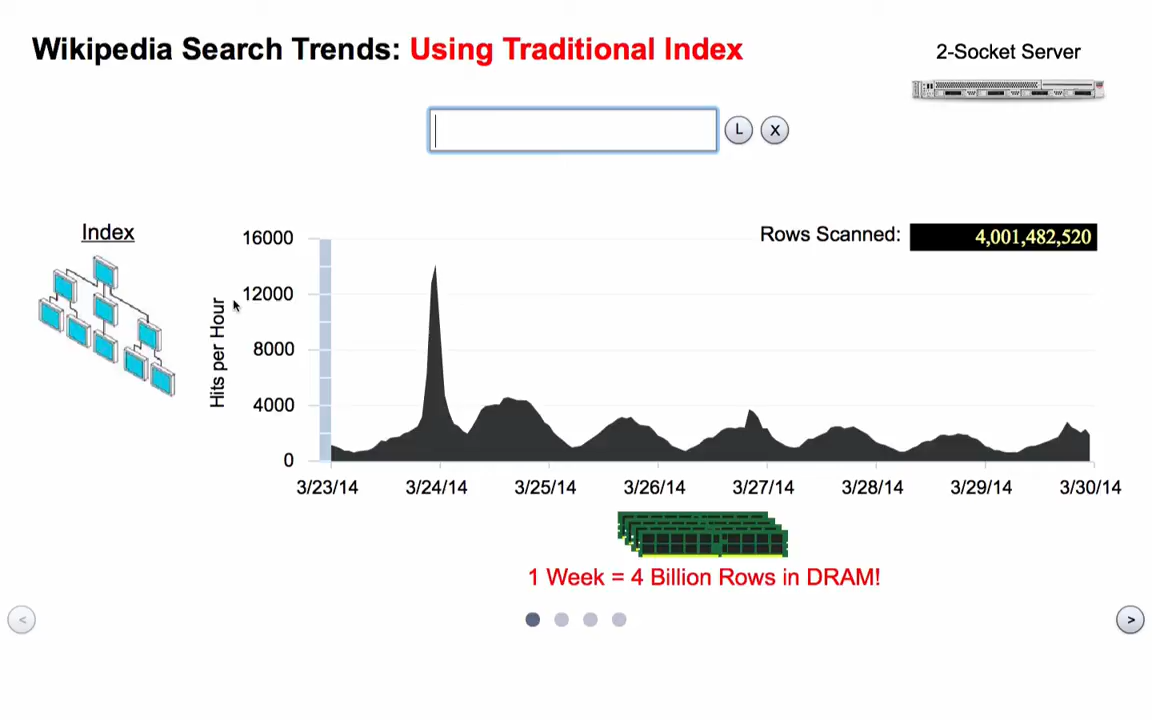 Wikipedia Search Trends: Using Traditional Index
2-Socket Server
L
X
Index
Rows Scanned: 4,001,482,520
Hits per Hour
16000
12000
8000
4000
0
3/23/14 3/24/14 3/25/14 3/26/14 3/27/14 3/28/14 3/29/14 3/30/14
1 Week = 4 Billion Rows in DRAM!
<
>